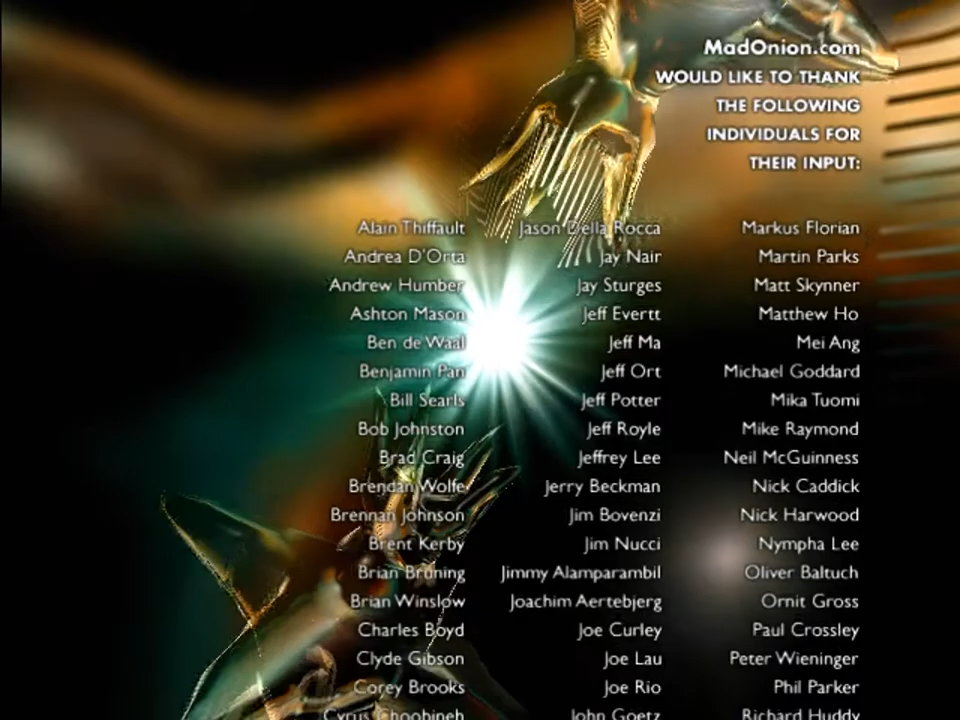 MadOnion.com
WOULD LIKE TO THANK
THE FOLLOWING
INDIVIDUALS FOR
THEIR INPUT:
Alain Thiffault
Andrea D'Orta
Andrew Humber
Ashton Mason
Ben de Waal
Benjamin Pan
Bill Searls
Bob Johnston
Brad Craig
Brendan Wolfe
Brennan Johnson
Brent Kerby
Brian Bruning
Brian Winslow
Charles Boyd
Clyde Gibson
Corey Brooks
Cyrus Choobineh
Jason Della Rocca
Jay Nair
Jay Sturges
Jeff Evertt
Jeff Ma
Jeff Ort
Jeff Potter
Jeff Royle
Jeffrey Lee
Jerry Beckman
Jim Bovenzi
Jim Nucci
Jimmy Alamparambil
Joachim Aertebjerg
Joe Curley
Joe Lau
Joe Rio
John Goetz
Markus Florian
Martin Parks
Matt Skynner
Matthew Ho
Mei Ang
Michael Goddard
Mika Tuomi
Mike Raymond
Neil McGuinness
Nick Caddick
Nick Harwood
Nympha Lee
Oliver Baltuch
Ornit Gross
Paul Crossley
Peter Wieninger
Phil Parker
Richard Huddy